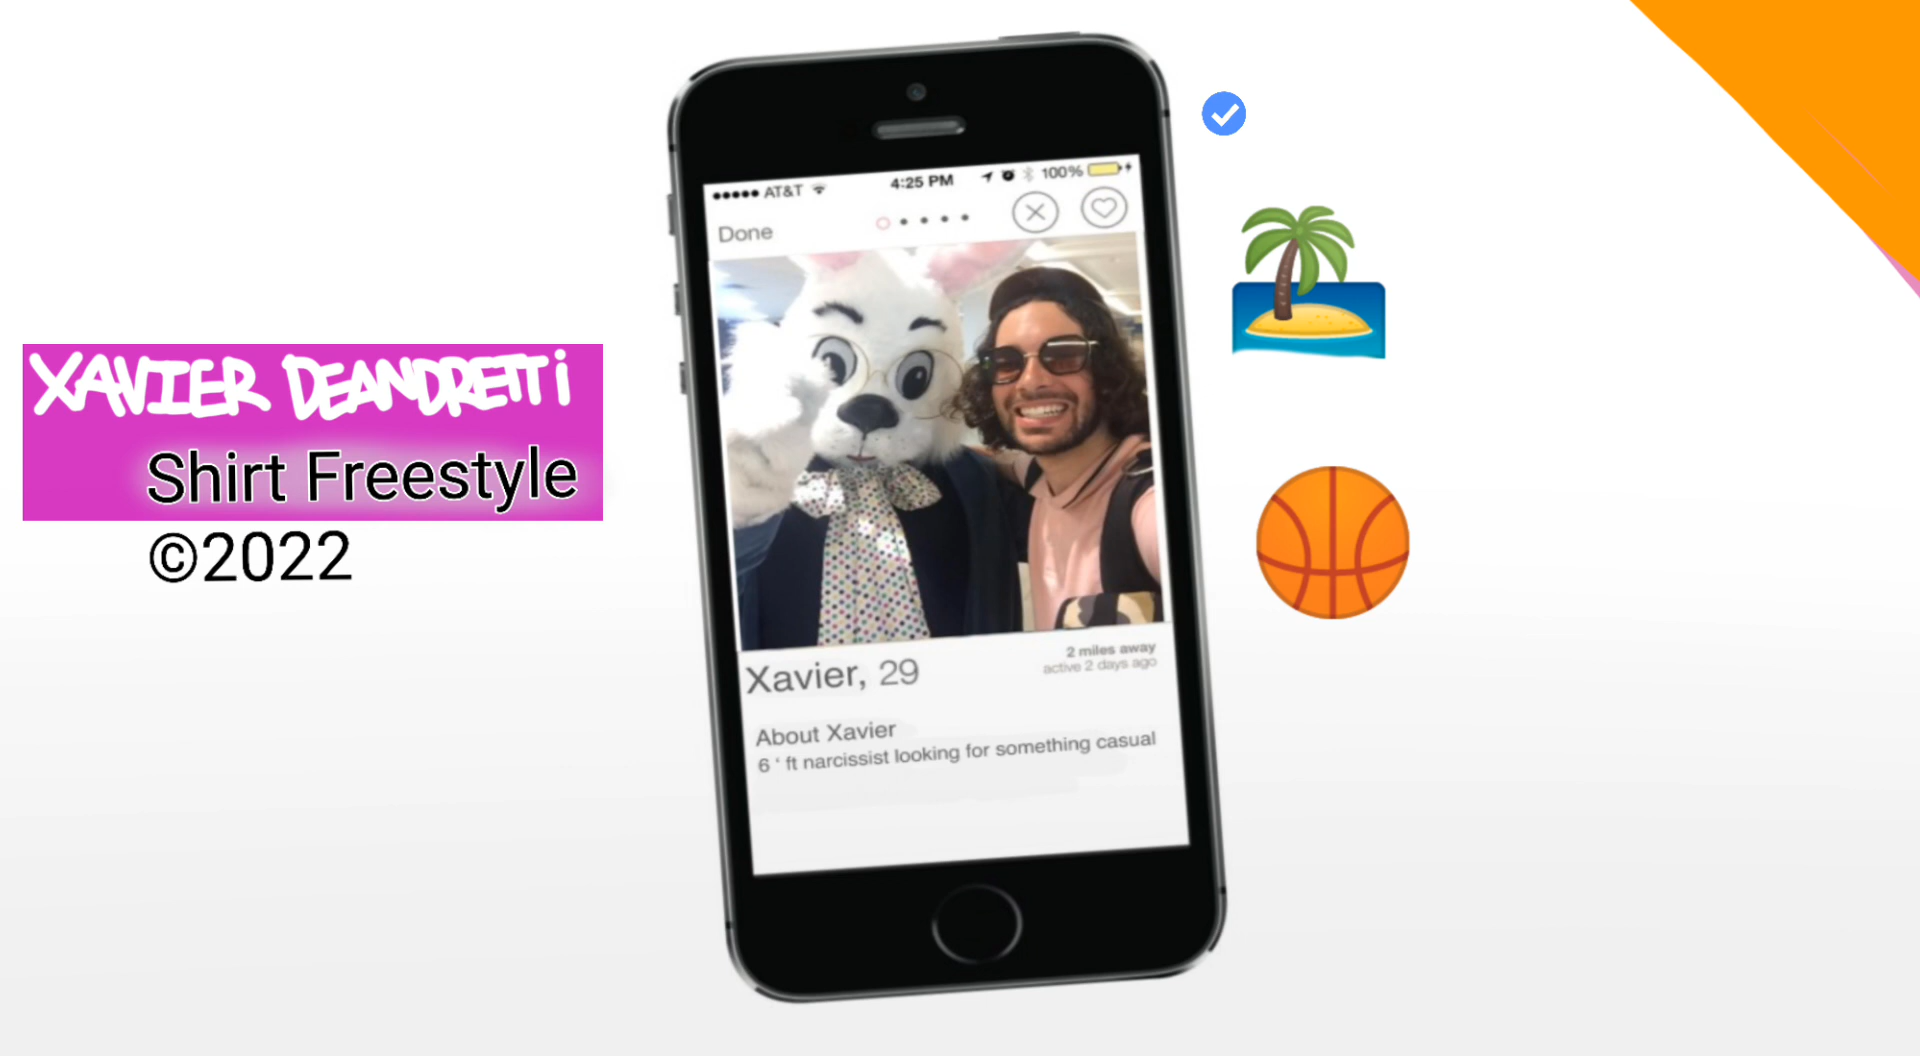 XAVIER DEANDRETTi
Shirt Freestyle
©2022
AT&T 4:25 PM 100%
Done
Xavier, 29
2 miles away
active 2 days ago
About Xavier
6 ' ft narcissist looking for something casual